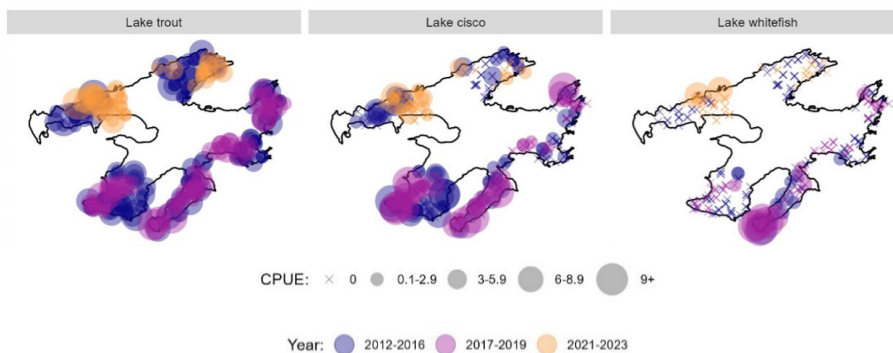 Lake trout Lake cisco Lake whitefish
CPUE: × 0 0.1-2.9 3-5.9 6-8.9 9+
Year: 2012-2016 2017-2019 2021-2023